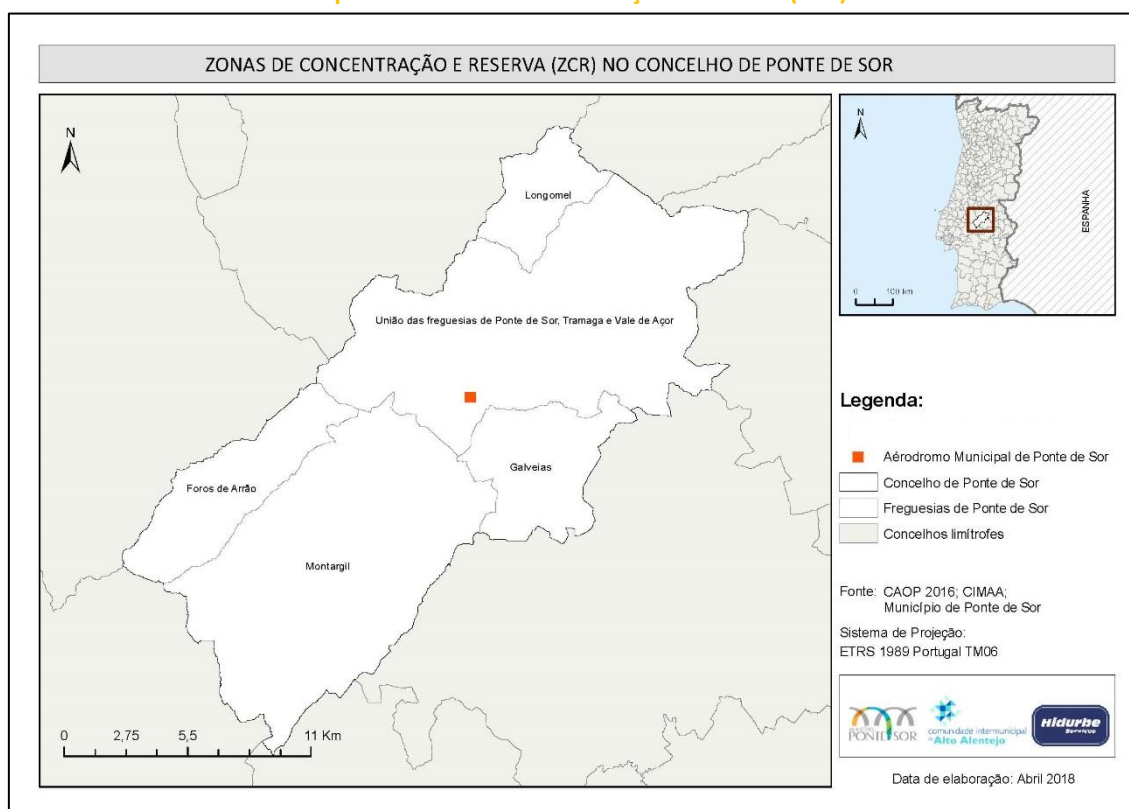 ZONAS DE CONCENTRAÇÃO E RESERVA (ZCR) NO CONCELHO DE PONTE DE SOR
N
Longomel
União das freguesias de Ponte de Sor, Tramaga e Vale de Açor
Galveias
Foros de Arrão
Montargil
0 2,75 5,5 11 Km
N
ESPANHA
0 100 km
Legenda:
Aérodromo Municipal de Ponte de Sor
Concelho de Ponte de Sor
Freguesias de Ponte de Sor
Concelhos limítrofes
Fonte: CAOP 2016; CIMAA;
Município de Ponte de Sor
Sistema de Projeção:
ETRS 1989 Portugal TM06
MUNICÍPIO
PONTE SOR
comunidade intermunicipal
do Alto Alentejo
Hidurbe
Serviços
Data de elaboração: Abril 2018